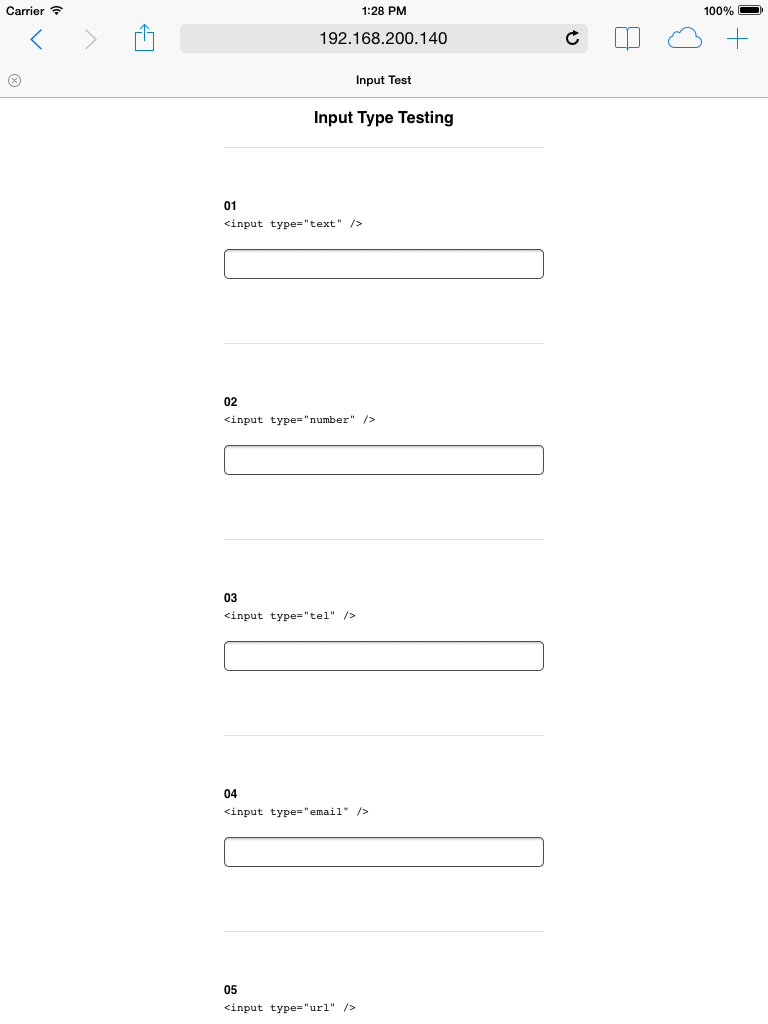 Carrier 1:28 PM 100%
192.168.200.140
Input Test
Input Type Testing
01
<input type="text" />
02
<input type="number" />
03
<input type="tel" />
04
<input type="email" />
05
<input type="url" />